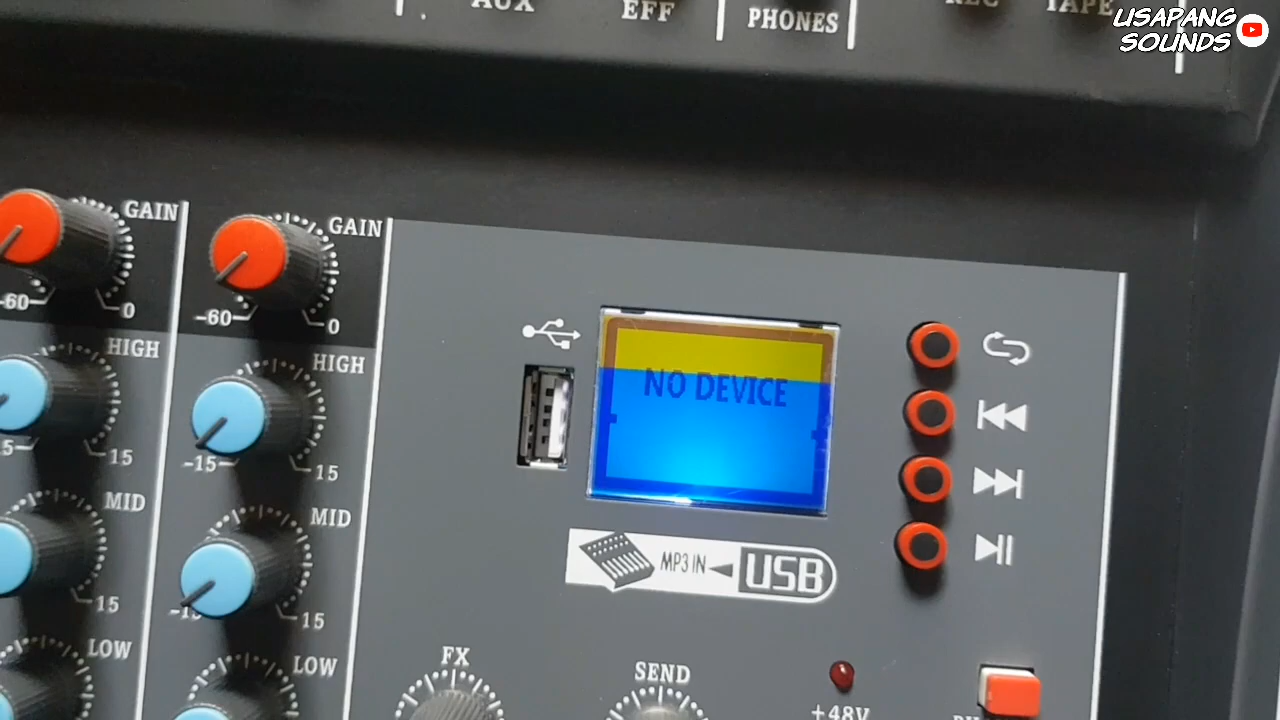 AUX
EFF
PHONES
REC
TAPE
USAPANG
SOUNDS
GAIN
GAIN
-60
0
-60
0
HIGH
HIGH
15
-15
15
NO DEVICE
MID
MID
15
15
MP3 IN
USB
LOW
LOW
FX
SEND
+48V